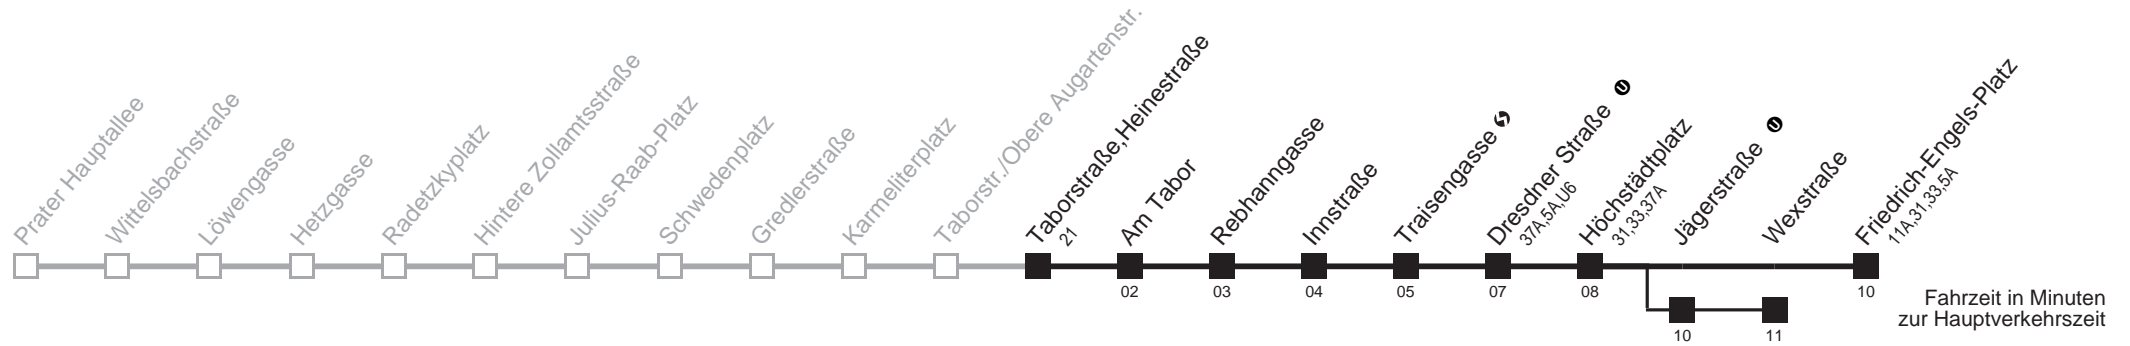 Prater Hauptallee
Wittelsbachstraße
Löwengasse
Hetzgasse
Radetzkyplatz
Hintere Zollamtsstraße
Julius-Raab-Platz
Schwedenplatz
Gredlerstraße
Karmeliterplatz
Taborstr./Obere Augartenstr.
Taborstraße,Heinestraße
21
Am Tabor
Rebhanngasse
Innstraße
Traisengasse S
Dresdner Straße U
37A,5A,U6
Höchstädtplatz
31,33,37A
Jägerstraße U
Wexstraße
Friedrich-Engels-Platz
11A,31,33,5A
02
03
04
05
07
08
10
10
11
Fahrzeit in Minuten
zur Hauptverkehrszeit